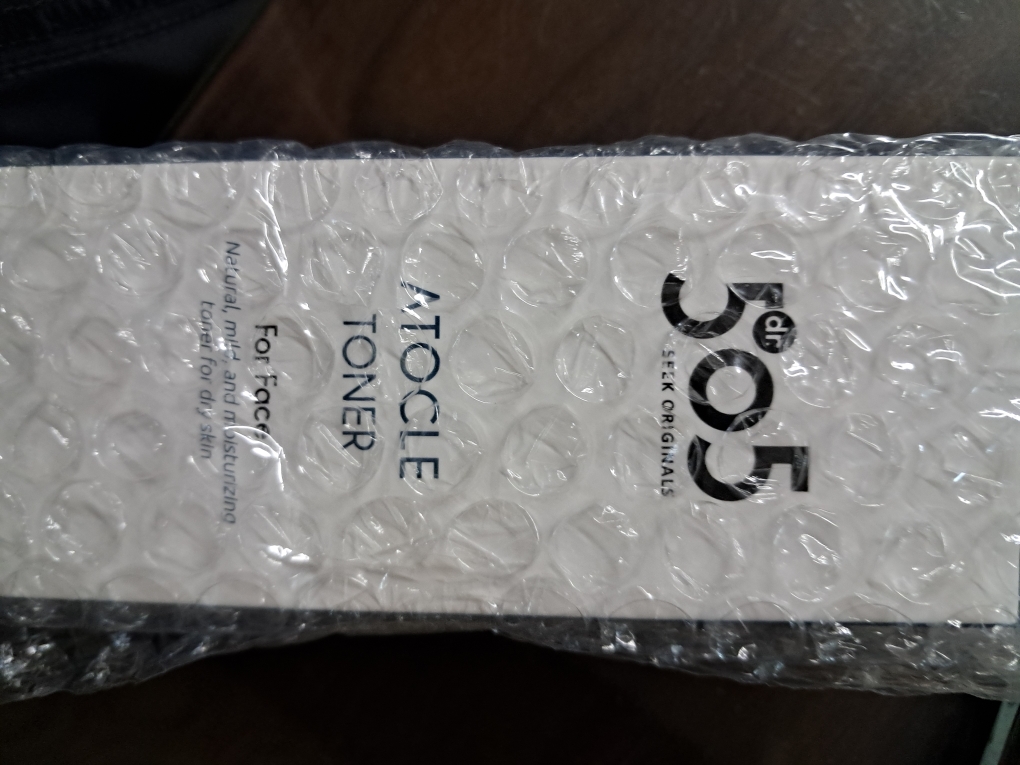 505
dr.
SEEK ORIGINALS
ATOCLE
TONER
For Face
Natural, mild, and moisturizing
toner for dry skin